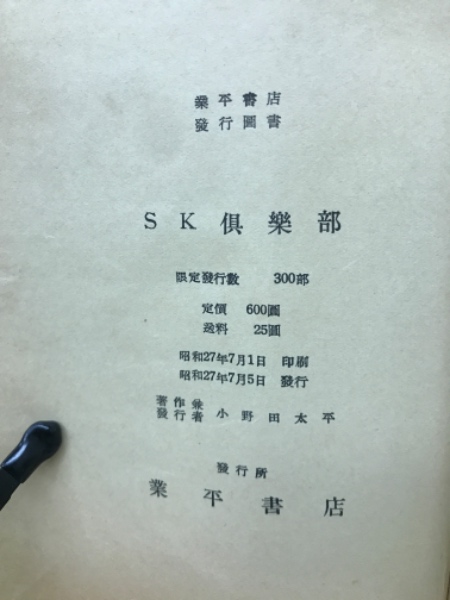 業平書店
發行圖書
SK倶樂部
限定發行數 300部
定價 600圓
送料 25圓
昭和27年7月1日 印刷
昭和27年7月5日 發行
著作兼
發行者 小野田太平
發行所
業平書店